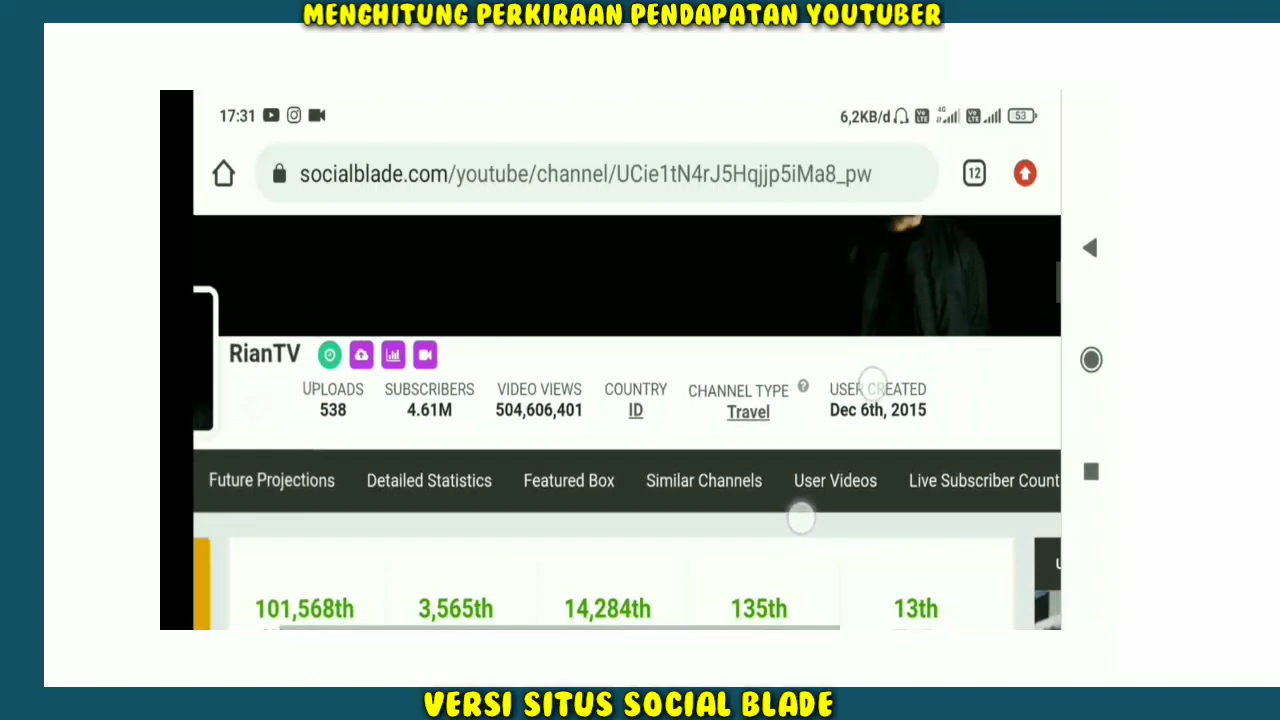 MENGHITUNG PERKIRAAN PENDAPATAN YOUTUBER
17:31 6,2KB/d 4G 53
socialblade.com/youtube/channel/UCie1tN4rJ5Hqjjp5iMa8_pw 12
RianTV
UPLOADS SUBSCRIBERS VIDEO VIEWS COUNTRY CHANNEL TYPE USER CREATED
538 4.61M 504,606,401 ID Travel Dec 6th, 2015
Future Projections Detailed Statistics Featured Box Similar Channels User Videos Live Subscriber Count
101,568th 3,565th 14,284th 135th 13th
VERSI SITUS SOCIAL BLADE